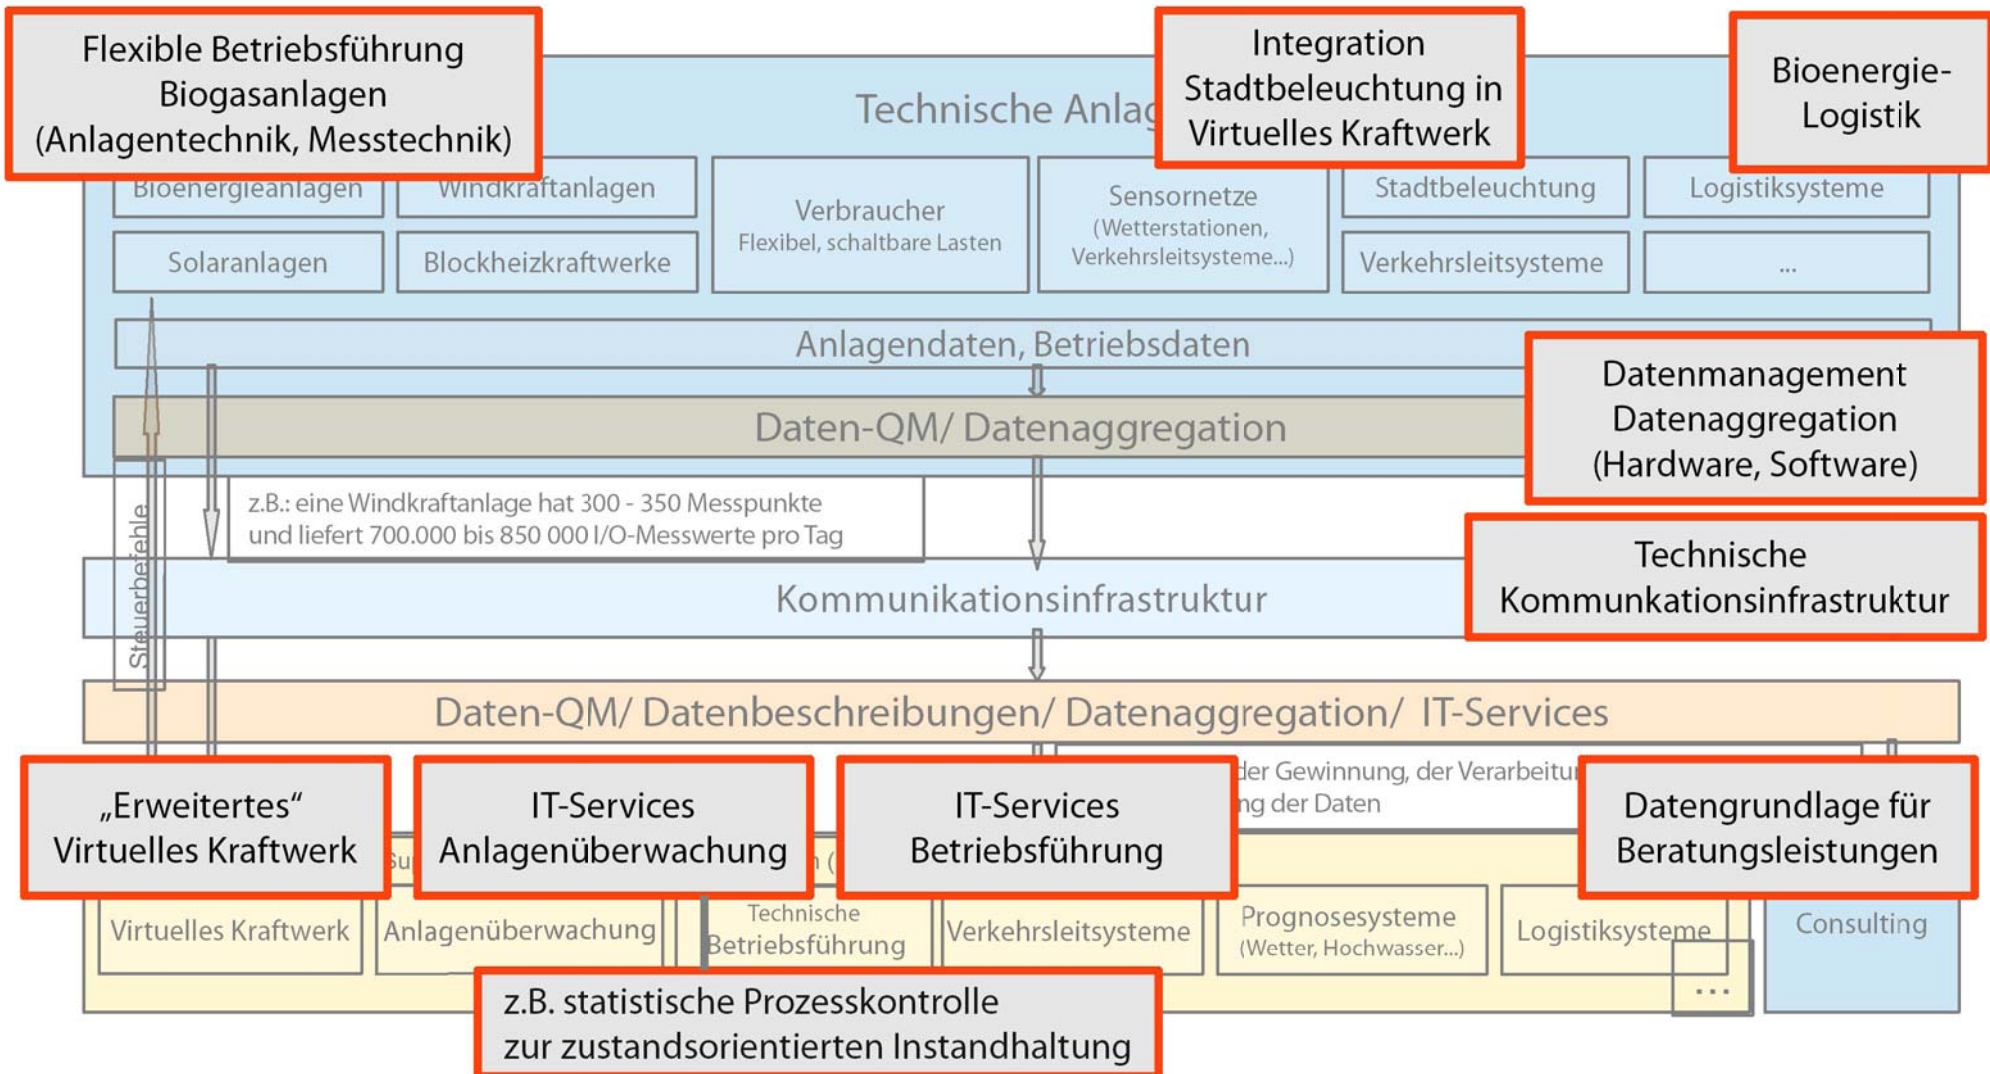 Flexible Betriebsführung
Biogasanlagen
(Anlagentechnik, Messtechnik)
Integration
Stadtbeleuchtung in
Virtuelles Kraftwerk
Bioenergie-
Logistik
Technische Anlag
Bioenergieanlagen
Windkraftanlagen
Verbraucher
Flexibel, schaltbare Lasten
Sensornetze
(Wetterstationen,
Verkehrsleitsysteme...)
Stadtbeleuchtung
Logistiksysteme
Solaranlagen
Blockheizkraftwerke
Verkehrsleitsysteme
...
Anlagendaten, Betriebsdaten
Datenmanagement
Datenaggregation
(Hardware, Software)
Daten-QM/ Datenaggregation
Steuerbefehle
z.B.: eine Windkraftanlage hat 300 - 350 Messpunkte
und liefert 700.000 bis 850 000 I/O-Messwerte pro Tag
Technische
Kommunkationsinfrastruktur
Kommunikationsinfrastruktur
Daten-QM/ Datenbeschreibungen/ Datenaggregation/ IT-Services
„Erweitertes“
Virtuelles Kraftwerk
IT-Services
Anlagenüberwachung
IT-Services
Betriebsführung
der Gewinnung, der Verarbeitu
ng der Daten
Datengrundlage für
Beratungsleistungen
Virtuelles Kraftwerk
Anlagenüberwachung
Technische
Betriebsführung
Verkehrsleitsysteme
Prognosesysteme
(Wetter, Hochwasser...)
Logistiksysteme
...
Consulting
z.B. statistische Prozesskontrolle
zur zustandsorientierten Instandhaltung